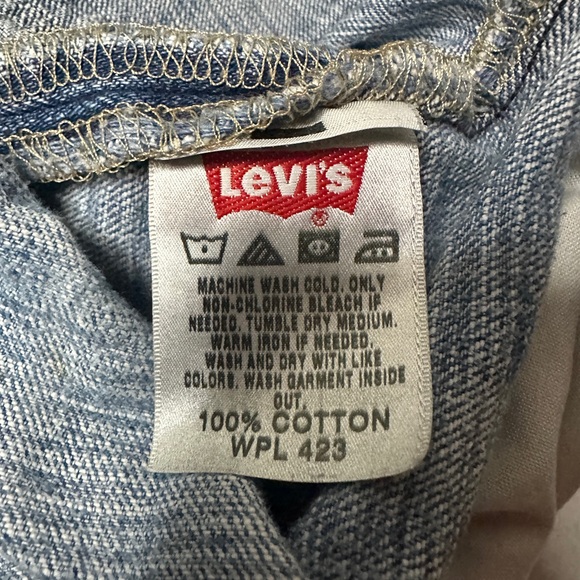 LEVI'S
®
MACHINE WASH COLD, ONLY
NON-CHLORINE BLEACH IF
NEEDED, TUMBLE DRY MEDIUM.
WARM IRON IF NEEDED.
WASH AND DRY WITH LIKE
COLORS, WASH GARMENT INSIDE
OUT.
100% COTTON
WPL 423